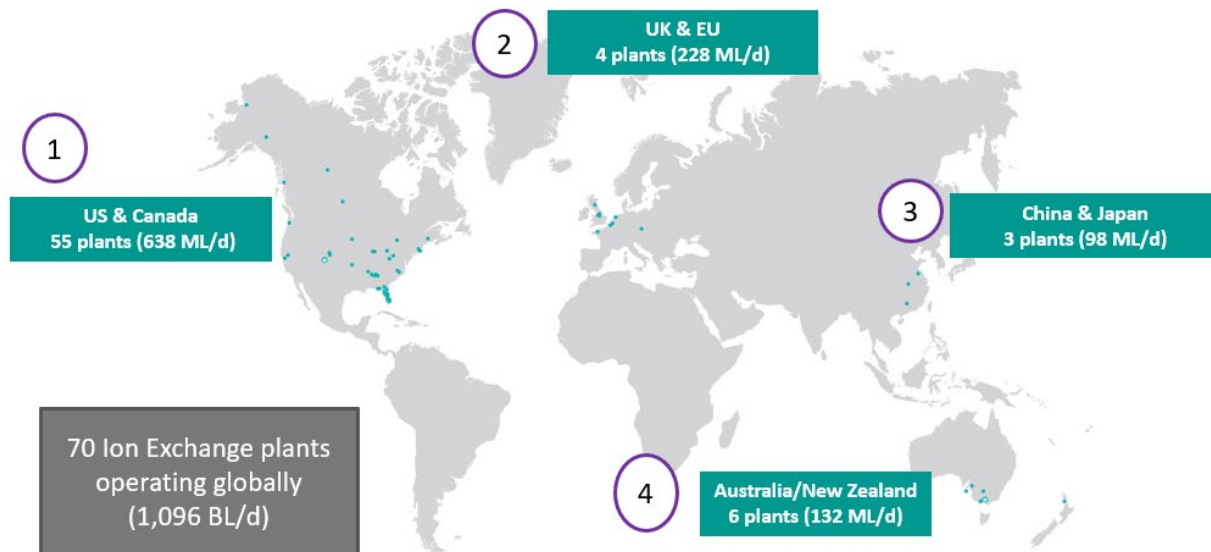 1
US & Canada
55 plants (638 ML/d)
2
UK & EU
4 plants (228 ML/d)
3
China & Japan
3 plants (98 ML/d)
4
Australia/New Zealand
6 plants (132 ML/d)
70 Ion Exchange plants
operating globally
(1,096 BL/d)